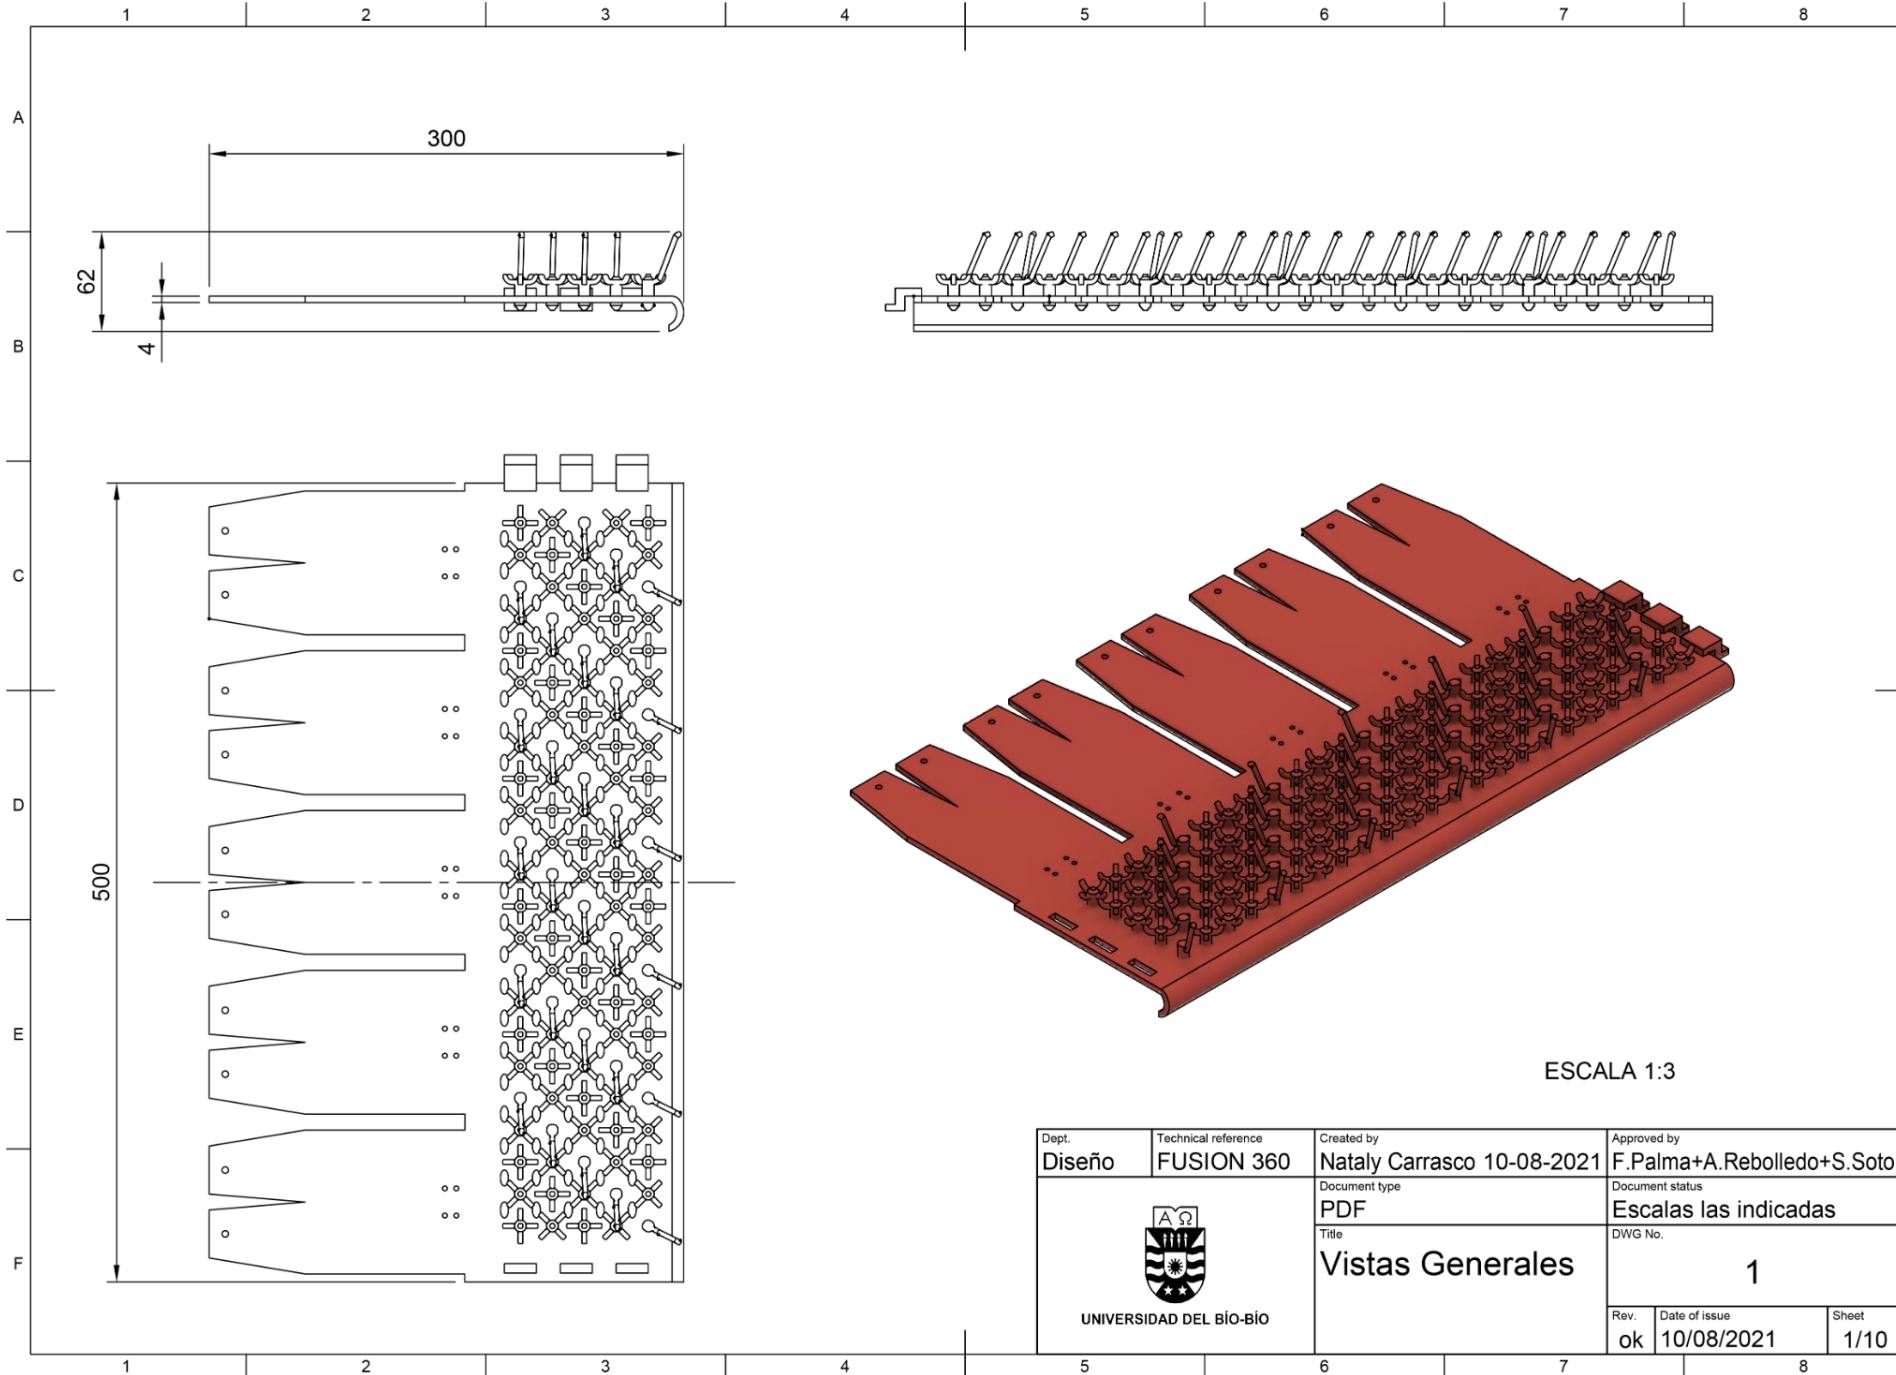 1 2 3 4 5 6 7 8
A
B
C
D
E
F
300
62
4
500
ESCALA 1:3
Dept.
Diseño
Technical reference
FUSION 360
Created by
Nataly Carrasco 10-08-2021
Approved by
F.Palma+A.Rebolledo+S.Soto
Document type
PDF
Document status
Escalas las indicadas
Title
Vistas Generales
DWG No.
1
Rev.
ok
Date of issue
10/08/2021
Sheet
1/10
Α Ω
UNIVERSIDAD DEL BÍO-BÍO
1 2 3 4 5 6 7 8